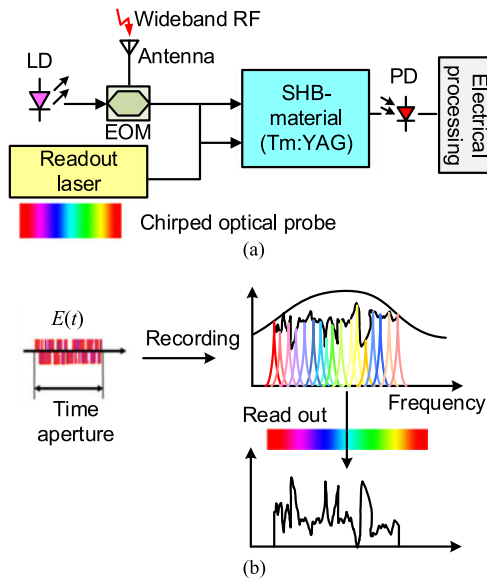 Wideband RF
LD
Antenna
EOM
Readout
laser
SHB-
material
(Tm:YAG)
PD
Electrical
processing
Chirped optical probe
(a)
E(t)
Time
aperture
Recording
Frequency
Read out
(b)